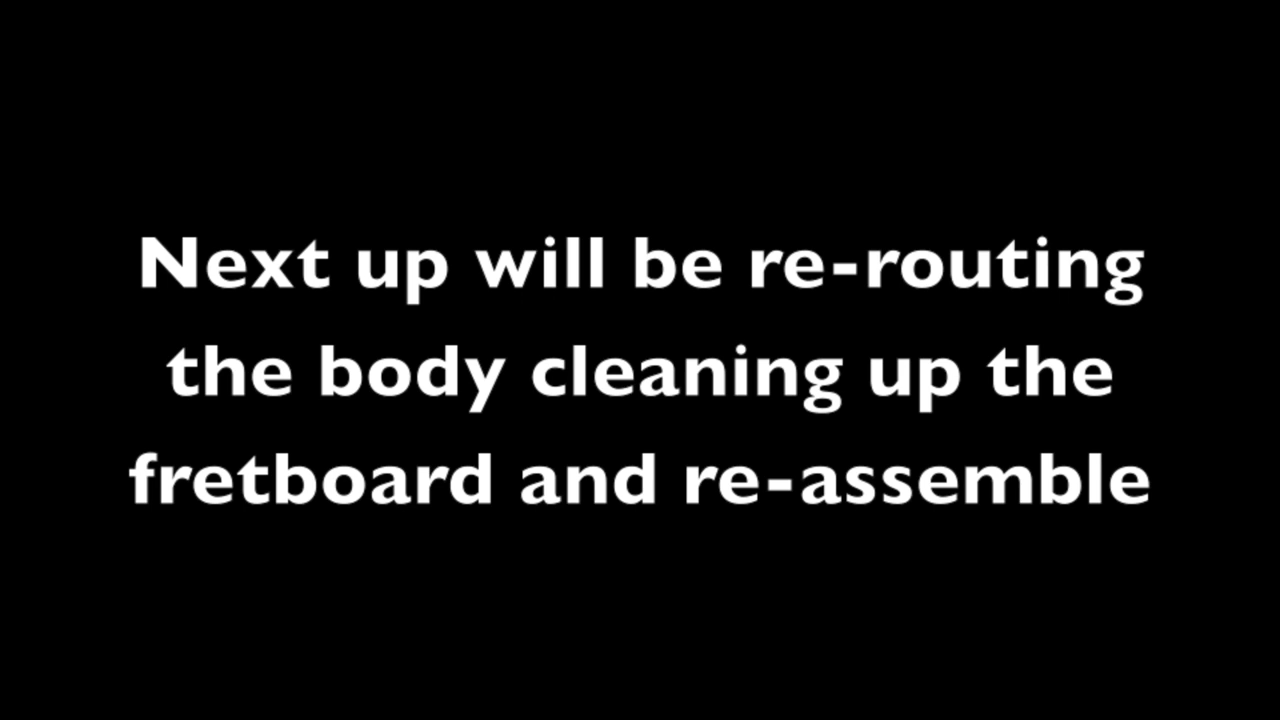 Next up will be re-routing
the body cleaning up the
fretboard and re-assemble